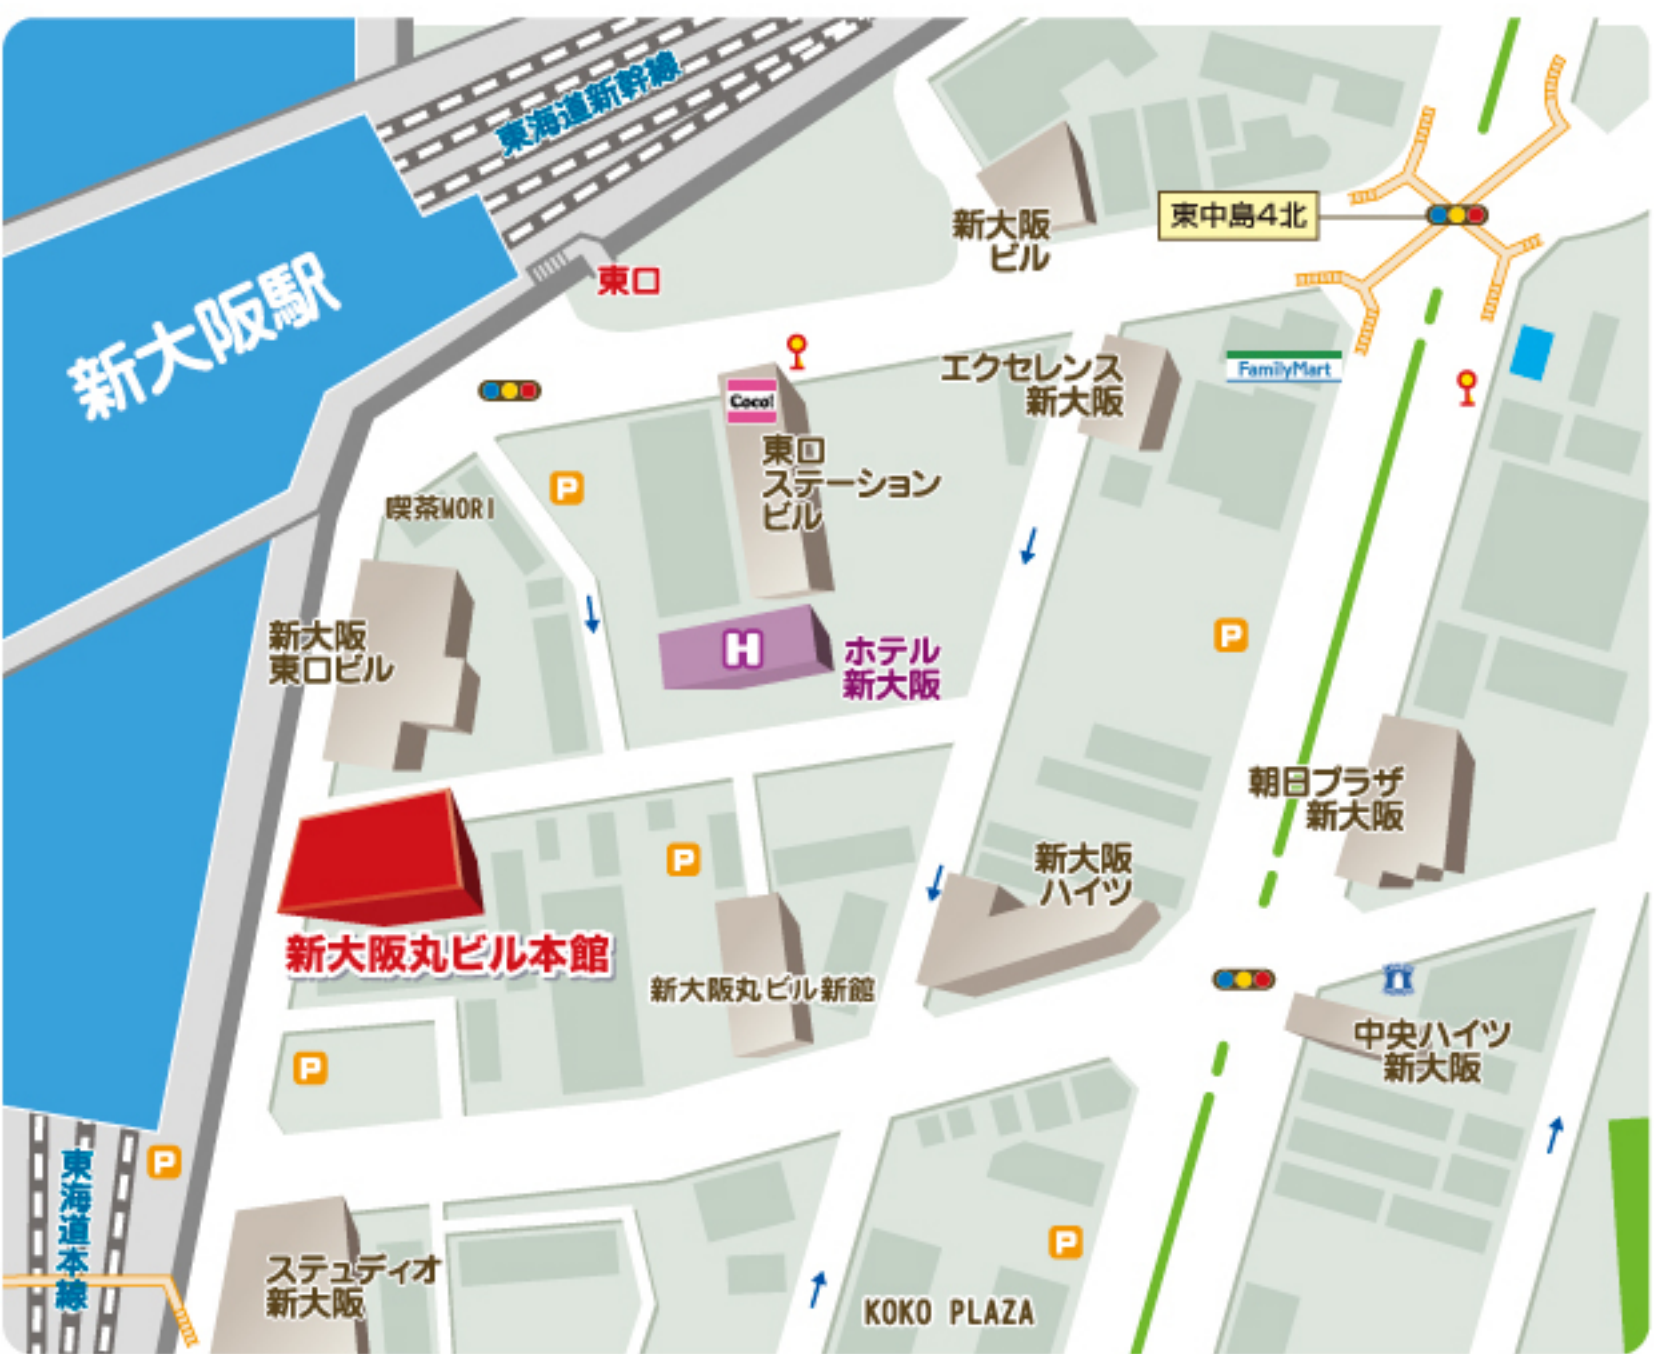 東海道新幹線
新大阪
ビル
東中島4北
東口
新大阪駅
エクセレンス
新大阪
FamilyMart
Coco!
東口
ステーション
ビル
P
喫茶WORI
新大阪
東口ビル
H
ホテル
新大阪
P
朝日プラザ
新大阪
新大阪
ハイツ
P
新大阪丸ビル本館
新大阪丸ビル新館
中央ハイツ
新大阪
P
P
東海道本線
ステュディオ
新大阪
P
KOKO PLAZA